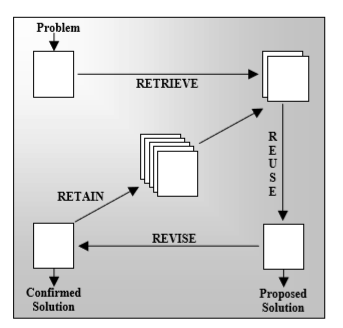 Problem
RETRIEVE
REUSE
RETAIN
REVISE
Confirmed
Solution
Proposed
Solution